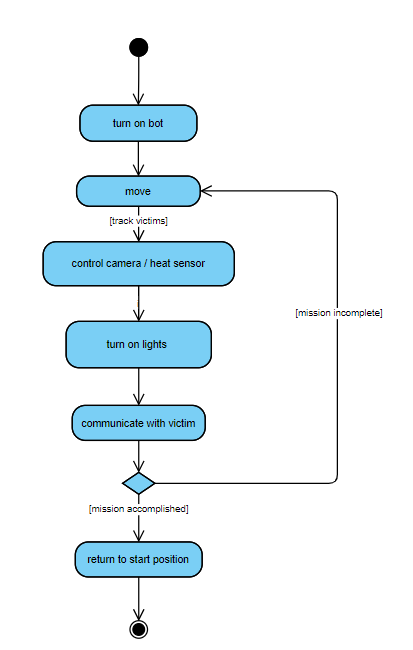 turn on bot
move
[track victims]
control camera / heat sensor
[mission incomplete]
turn on lights
communicate with victim
[mission accomplished]
return to start position